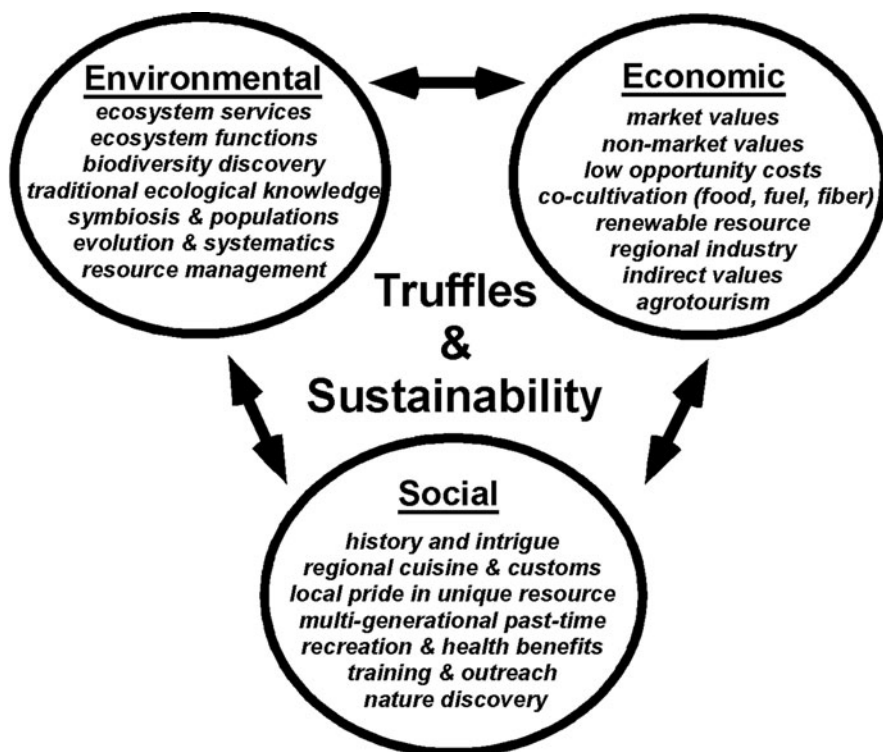 Environmental
ecosystem services
ecosystem functions
biodiversity discovery
traditional ecological knowledge
symbiosis & populations
evolution & systematics
resource management
Economic
market values
non-market values
low opportunity costs
co-cultivation (food, fuel, fiber)
renewable resource
regional industry
indirect values
agrotourism
Truffles
&
Sustainability
Social
history and intrigue
regional cuisine & customs
local pride in unique resource
multi-generational past-time
recreation & health benefits
training & outreach
nature discovery